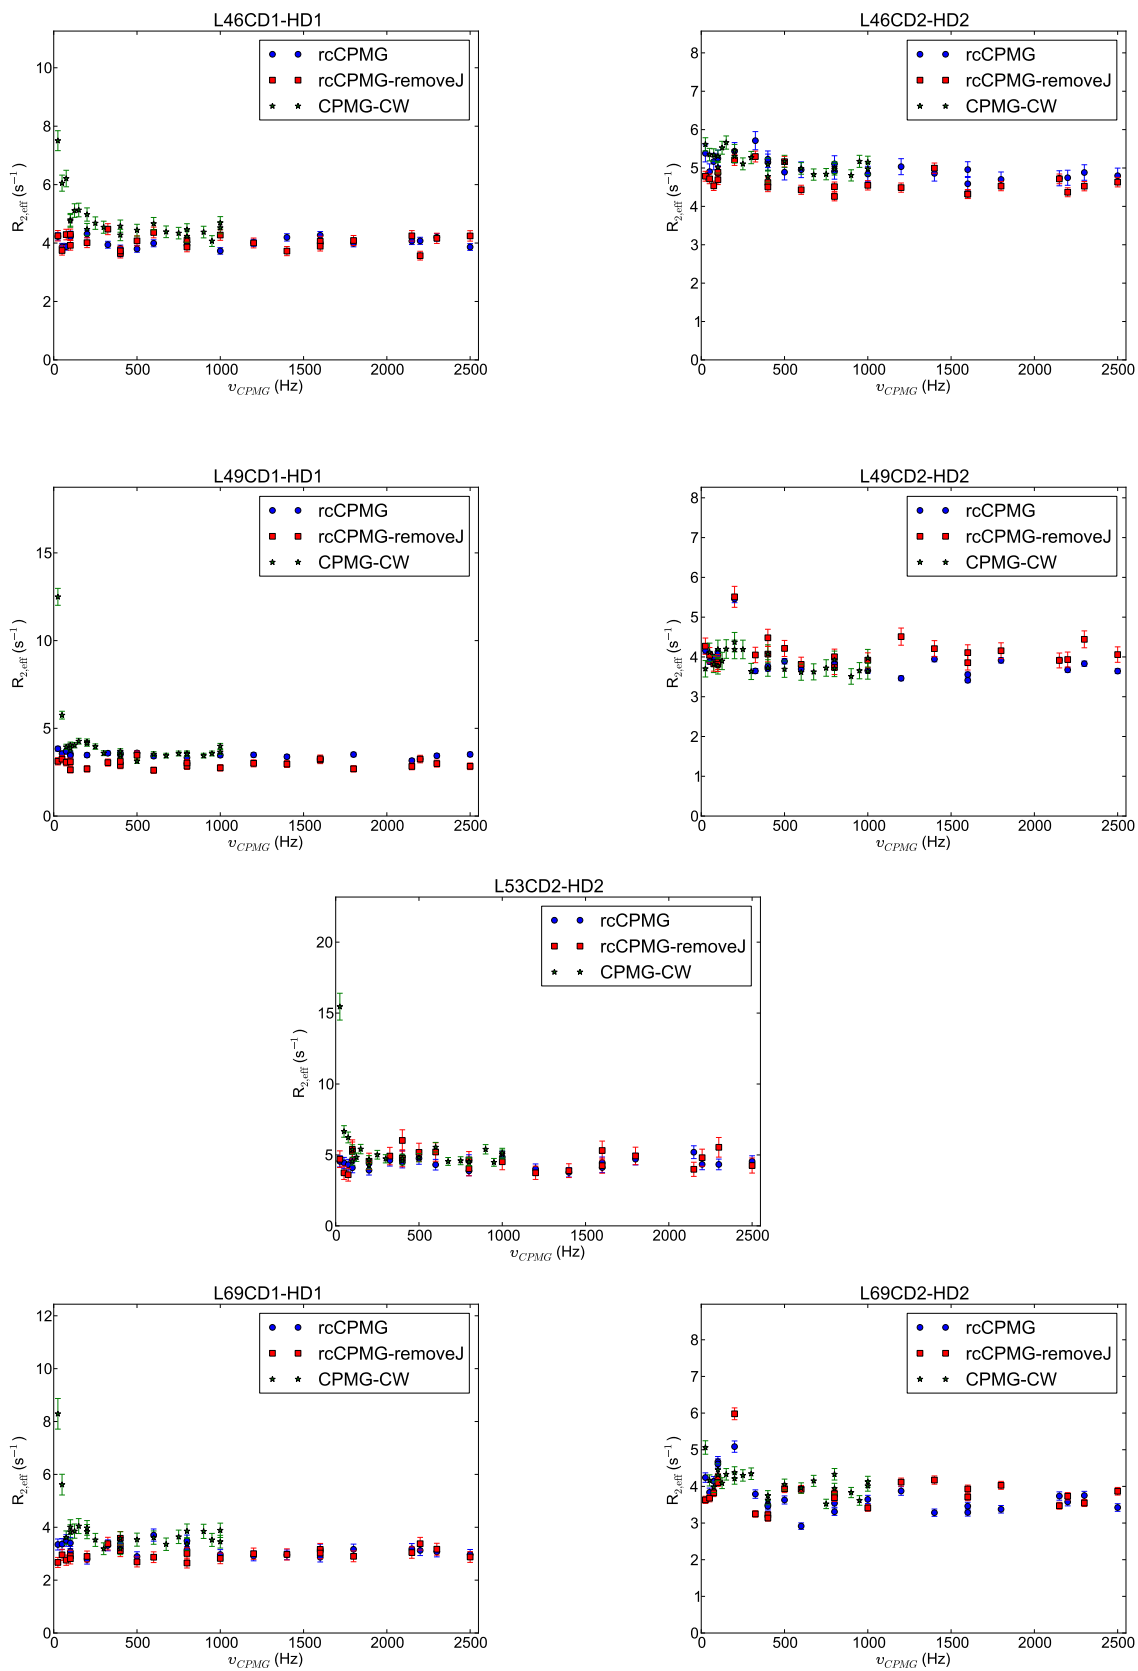 L46CD1-HD1
rcCPMG
rcCPMG-removeJ
CPMG-CW
10
8
6
4
2
0
R2,eff (s−1)
0 500 1000 1500 2000 2500
υCPMG (Hz)
L46CD2-HD2
rcCPMG
rcCPMG-removeJ
CPMG-CW
8
7
6
5
4
3
2
1
0
R2,eff (s−1)
0 500 1000 1500 2000 2500
υCPMG (Hz)
L49CD1-HD1
rcCPMG
rcCPMG-removeJ
CPMG-CW
15
10
5
0
R2,eff (s−1)
0 500 1000 1500 2000 2500
υCPMG (Hz)
L49CD2-HD2
rcCPMG
rcCPMG-removeJ
CPMG-CW
8
7
6
5
4
3
2
1
0
R2,eff (s−1)
0 500 1000 1500 2000 2500
υCPMG (Hz)
L53CD2-HD2
rcCPMG
rcCPMG-removeJ
CPMG-CW
20
15
10
5
0
R2,eff (s−1)
0 500 1000 1500 2000 2500
υCPMG (Hz)
L69CD1-HD1
rcCPMG
rcCPMG-removeJ
CPMG-CW
12
10
8
6
4
2
0
R2,eff (s−1)
0 500 1000 1500 2000 2500
υCPMG (Hz)
L69CD2-HD2
rcCPMG
rcCPMG-removeJ
CPMG-CW
8
7
6
5
4
3
2
1
0
R2,eff (s−1)
0 500 1000 1500 2000 2500
υCPMG (Hz)